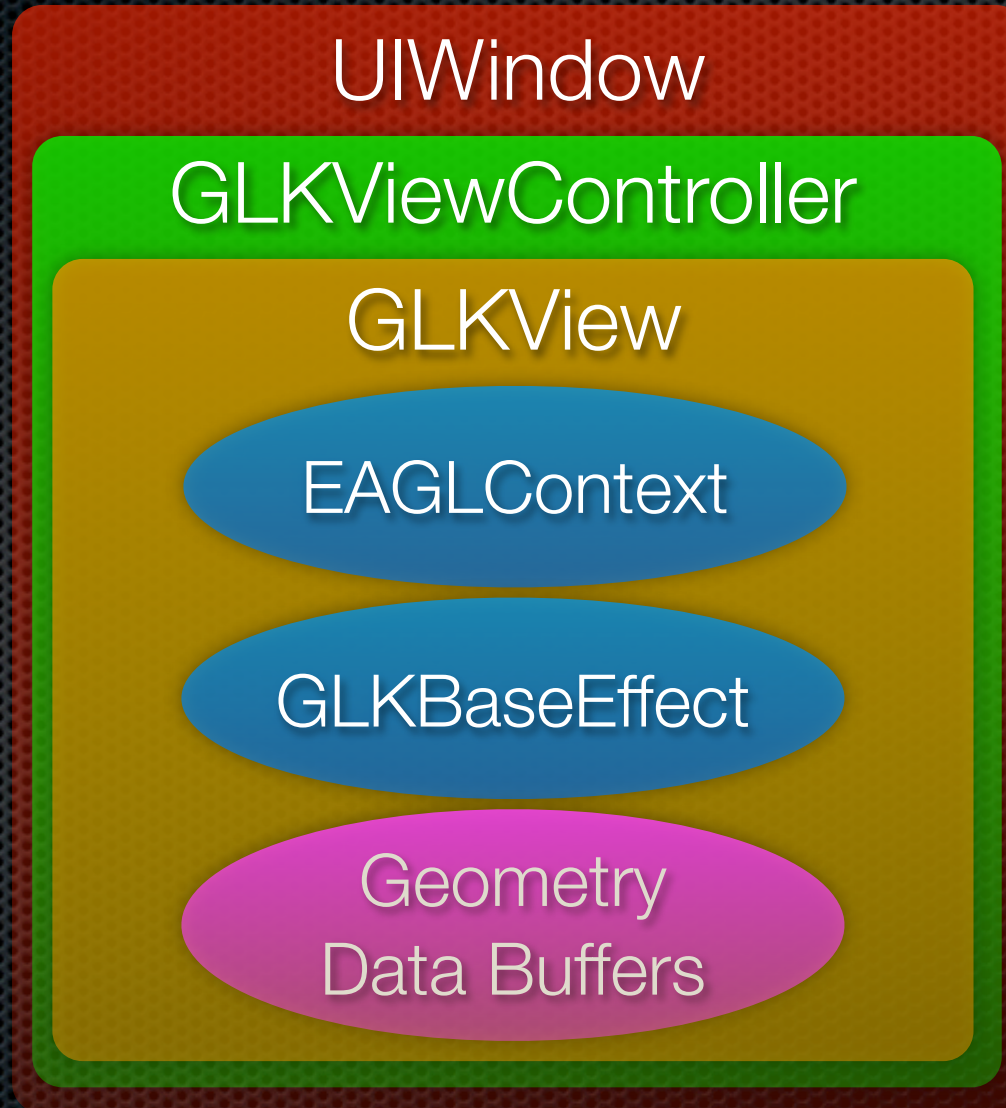 UIWindow
GLKViewController
GLKView
EAGLContext
GLKBaseEffect
Geometry
Data Buffers